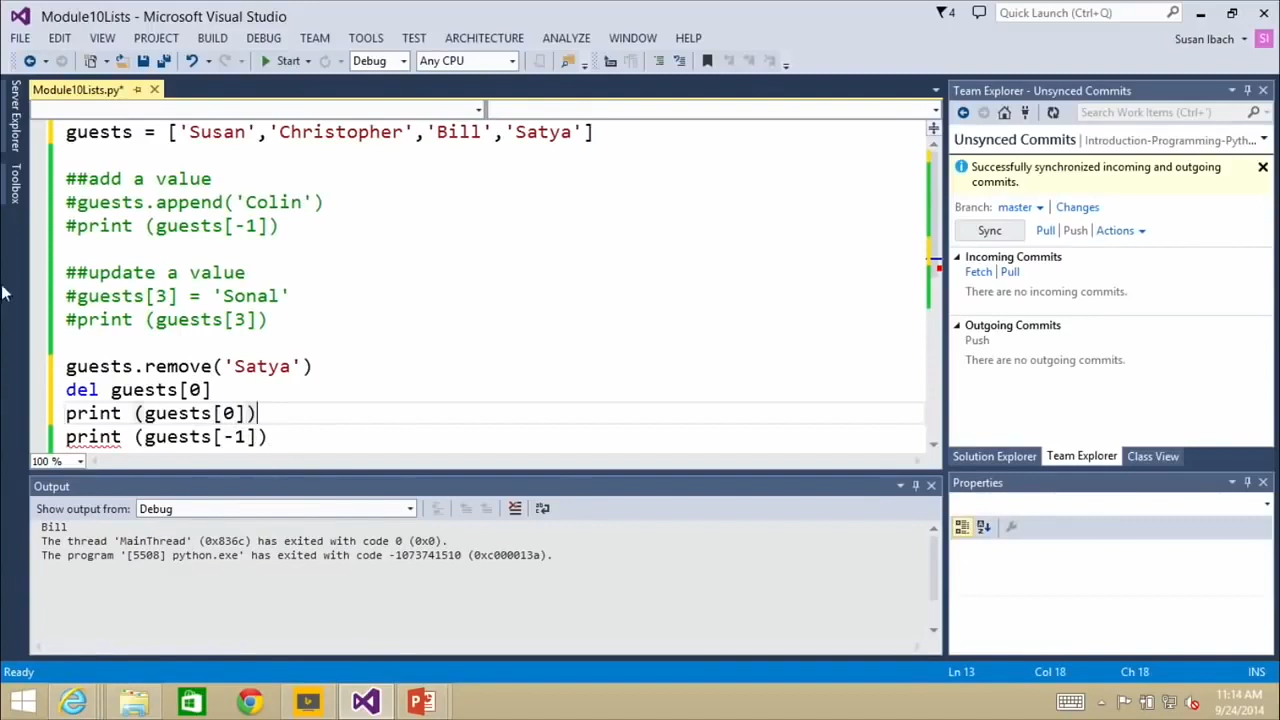 Module10Lists - Microsoft Visual Studio
4
Quick Launch (Ctrl+Q)
FILE EDIT VIEW PROJECT BUILD DEBUG TEAM TOOLS TEST ARCHITECTURE ANALYZE WINDOW HELP
Susan Ibach
SI
Start
Debug
Any CPU
Server Explorer
Toolbox
Module10Lists.py*
guests = ['Susan','Christopher','Bill','Satya']
##add a value
#guests.append('Colin')
#print (guests[-1])
##update a value
#guests[3] = 'Sonal'
#print (guests[3])
guests.remove('Satya')
del guests[0]
print (guests[0])
print (guests[-1])
100 %
Team Explorer - Unsynced Commits
Search Work Items (Ctrl+')
Unsynced Commits | Introduction-Programming-Pyth...
Successfully synchronized incoming and outgoing
commits.
Branch: master | Changes
Sync Pull | Push | Actions
Incoming Commits
Fetch | Pull
There are no incoming commits.
Outgoing Commits
Push
There are no outgoing commits.
Solution Explorer Team Explorer Class View
Output
Show output from: Debug
Bill
The thread 'MainThread' (0x836c) has exited with code 0 (0x0).
The program '[5508] python.exe' has exited with code -1073741510 (0xc000013a).
Properties
Ready
Ln 13 Col 18 Ch 18 INS
11:14 AM
9/24/2014